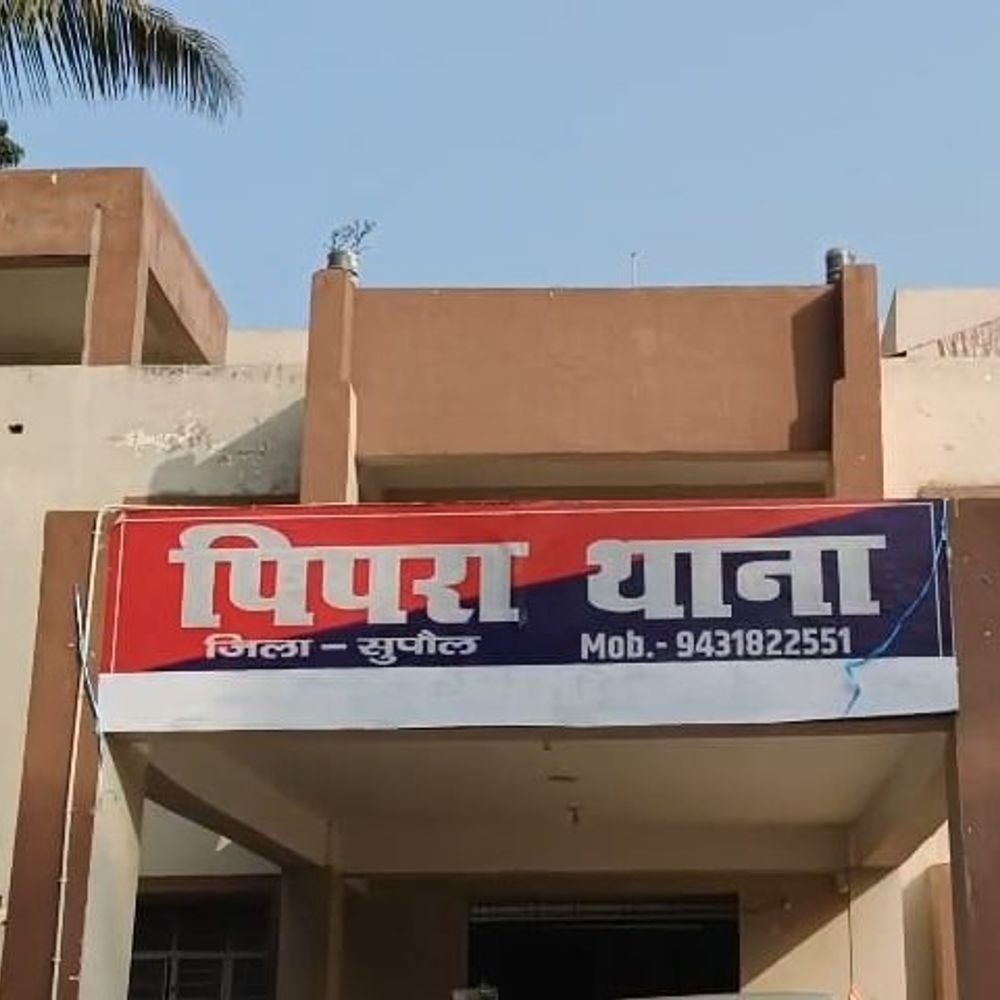 पिपरा थाना
जिला – सुपौल Mob.- 9431822551